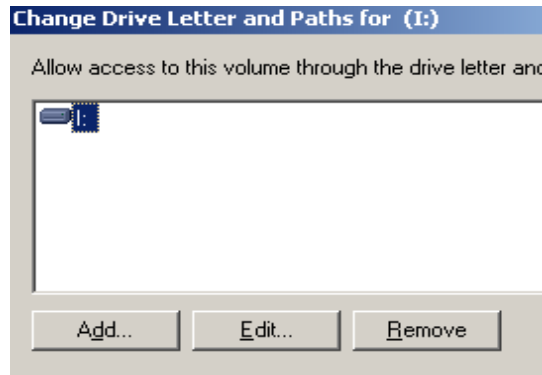 Change Drive Letter and Paths for (I:)
Allow access to this volume through the drive letter and
I:
Add... Edit... Remove